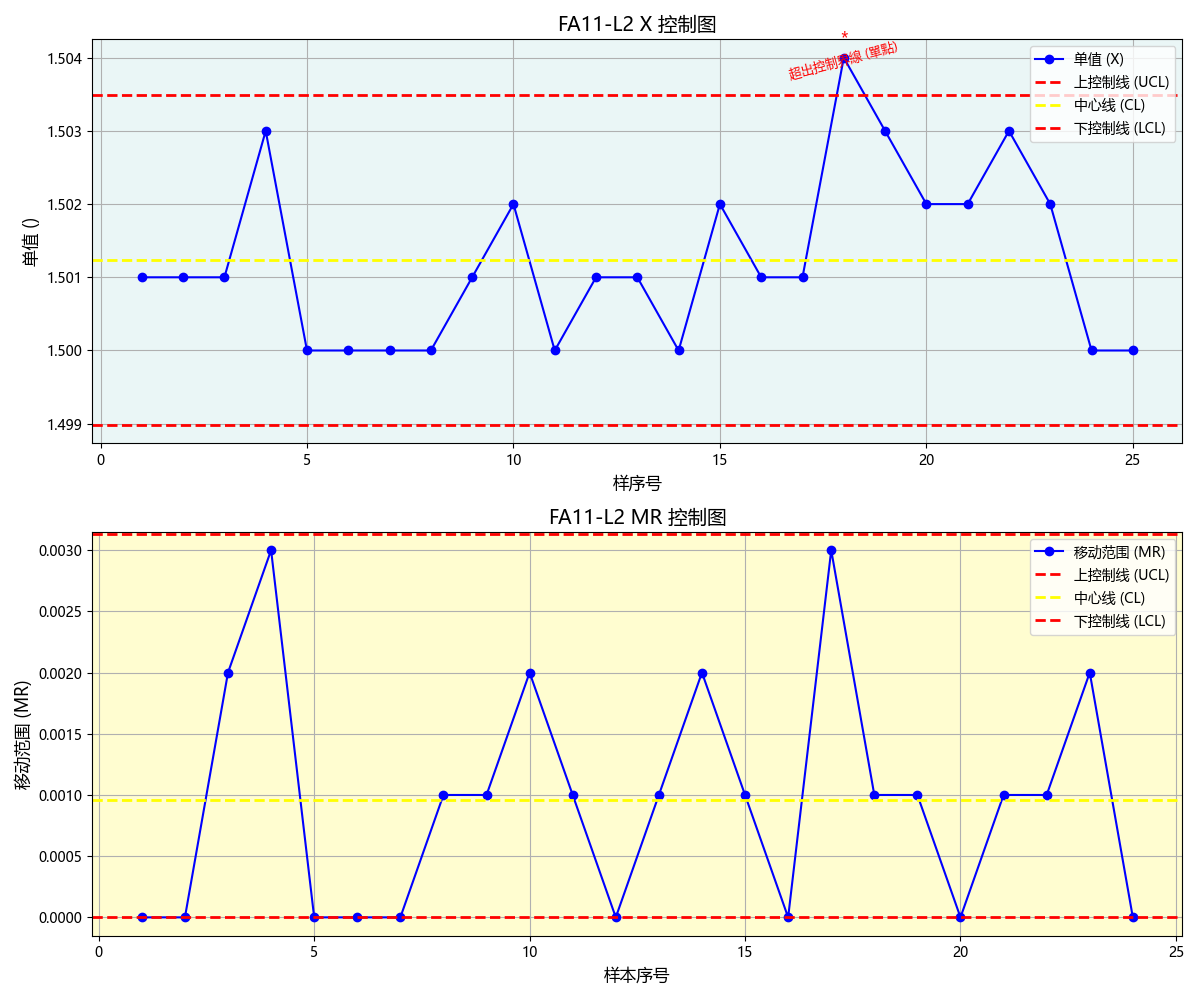 FA11-L2 X 控制图
*
超出控制界線 (單點)
单值 (X)
上控制线 (UCL)
中心线 (CL)
下控制线 (LCL)
单值 ()
1.504
1.503
1.502
1.501
1.500
1.499
0 5 10 15 20 25
样序号
FA11-L2 MR 控制图
移动范围 (MR)
上控制线 (UCL)
中心线 (CL)
下控制线 (LCL)
移动范围 (MR)
0.0030
0.0025
0.0020
0.0015
0.0010
0.0005
0.0000
0 5 10 15 20 25
样本序号